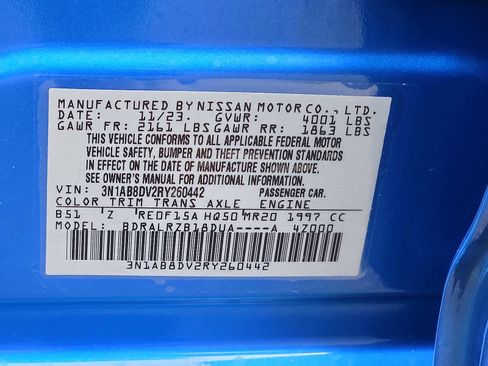 MANUFACTURED BY NISSAN MOTOR CO., LTD.
DATE: 11/23. GVWR: 4001 LBS
GAWR FR: 2161 LBS GAWR RR: 1863 LBS
THIS VEHICLE CONFORMS TO ALL APPLICABLE FEDERAL MOTOR
VEHICLE SAFETY, BUMPER AND THEFT PREVENTION STANDARDS
IN EFFECT ON THE DATE OF MANUFACTURE SHOWN ABOVE.
SEE OWNER'S MANUAL FOR ADDITIONAL INFORMATION
VIN: 3N1AB8DV2RY260442 PASSENGER CAR.
COLOR TRIM TRANS AXLE ENGINE
B51 Z RE0F15A HQ50 MR20 1997 CC
MODEL: BDRALRZB18DUA----A 4Z000
3N1AB8DV2RY260442